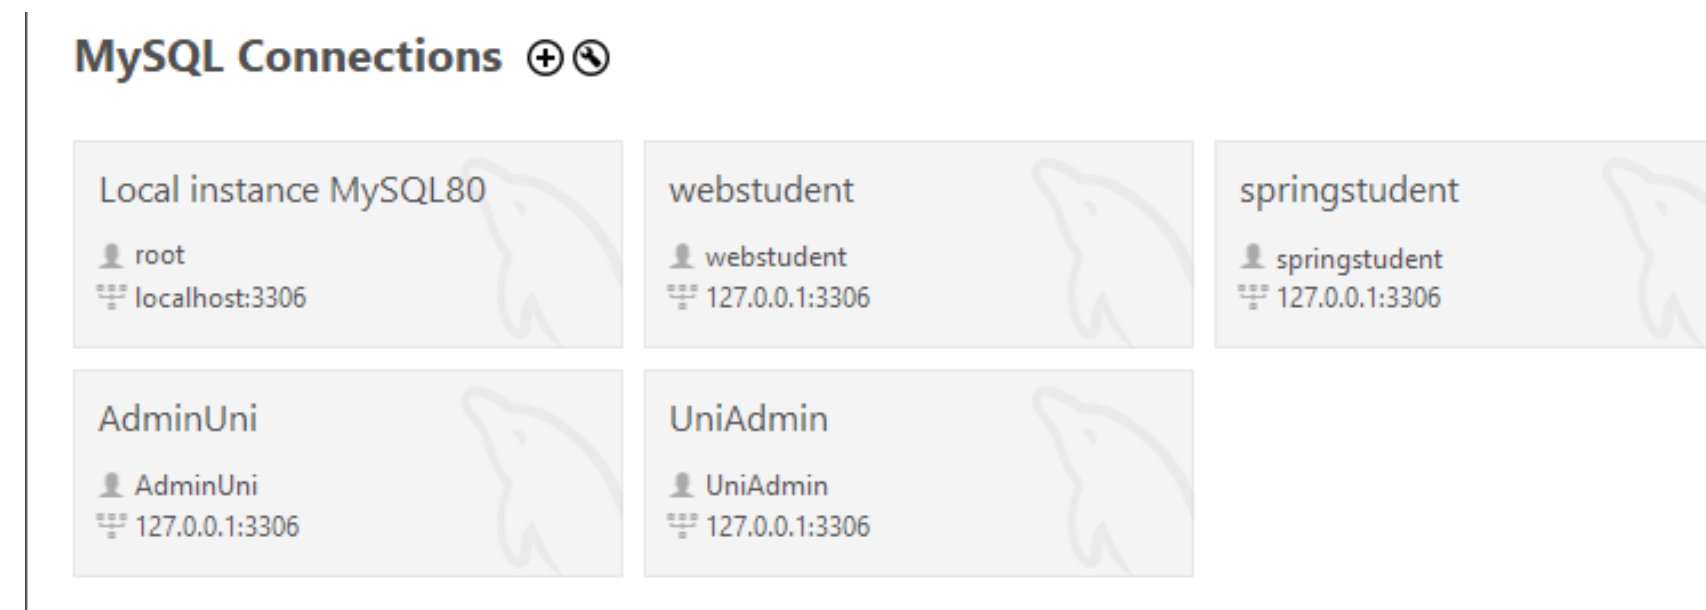 MySQL Connections
Local instance MySQL80
root
localhost:3306
webstudent
webstudent
127.0.0.1:3306
springstudent
springstudent
127.0.0.1:3306
AdminUni
AdminUni
127.0.0.1:3306
UniAdmin
UniAdmin
127.0.0.1:3306